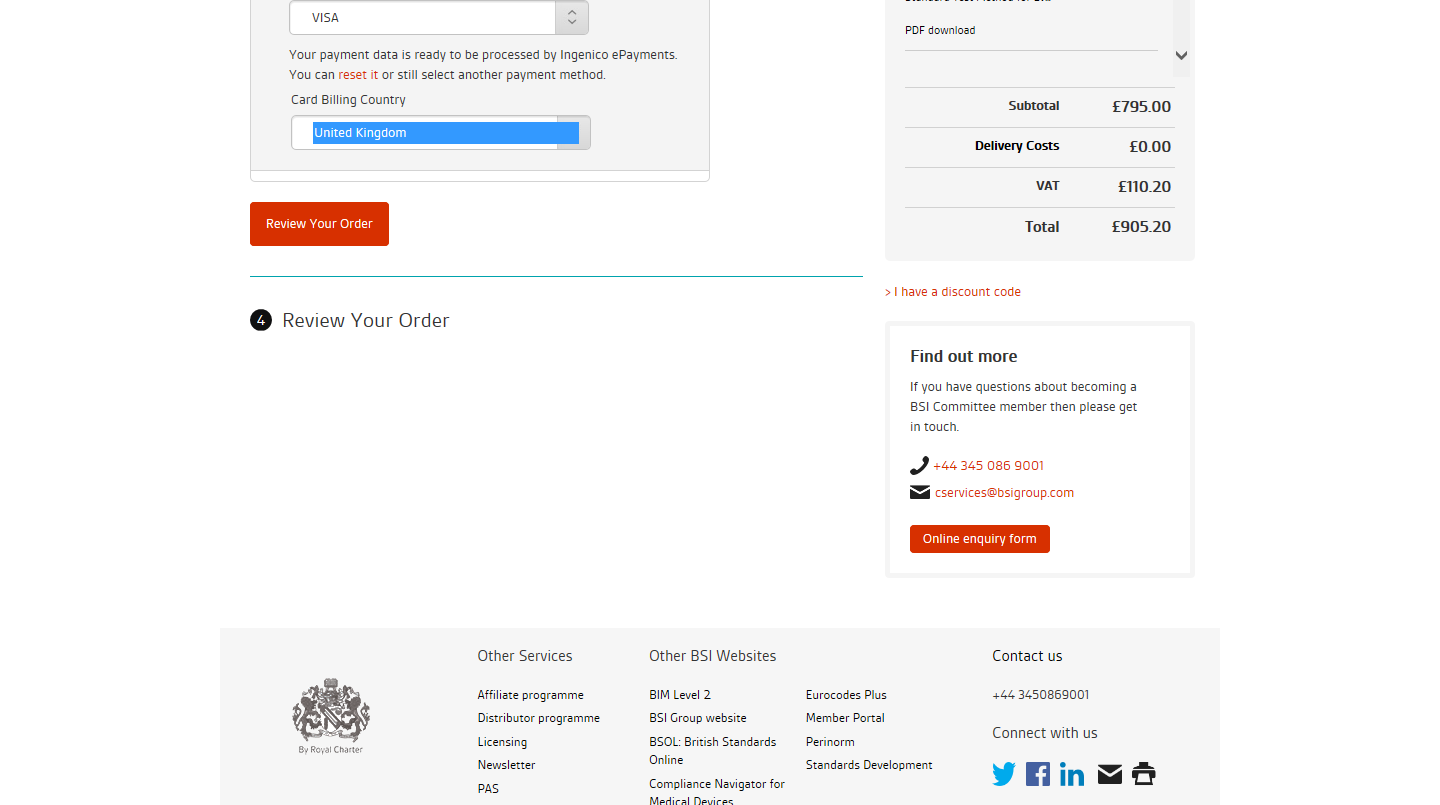 VISA
Your payment data is ready to be processed by Ingenico ePayments.
You can reset it or still select another payment method.
Card Billing Country
United Kingdom
Review Your Order
4 Review Your Order
PDF download
Subtotal £795.00
Delivery Costs £0.00
VAT £110.20
Total £905.20
> I have a discount code
Find out more
If you have questions about becoming a
BSI Committee member then please get
in touch.
+44 345 086 9001
cservices@bsigroup.com
Online enquiry form
By Royal Charter
Other Services
Affiliate programme
Distributor programme
Licensing
Newsletter
PAS
Other BSI Websites
BIM Level 2
BSI Group website
BSOL: British Standards
Online
Compliance Navigator for
Medical Devices
Eurocodes Plus
Member Portal
Perinorm
Standards Development
Contact us
+44 3450869001
Connect with us